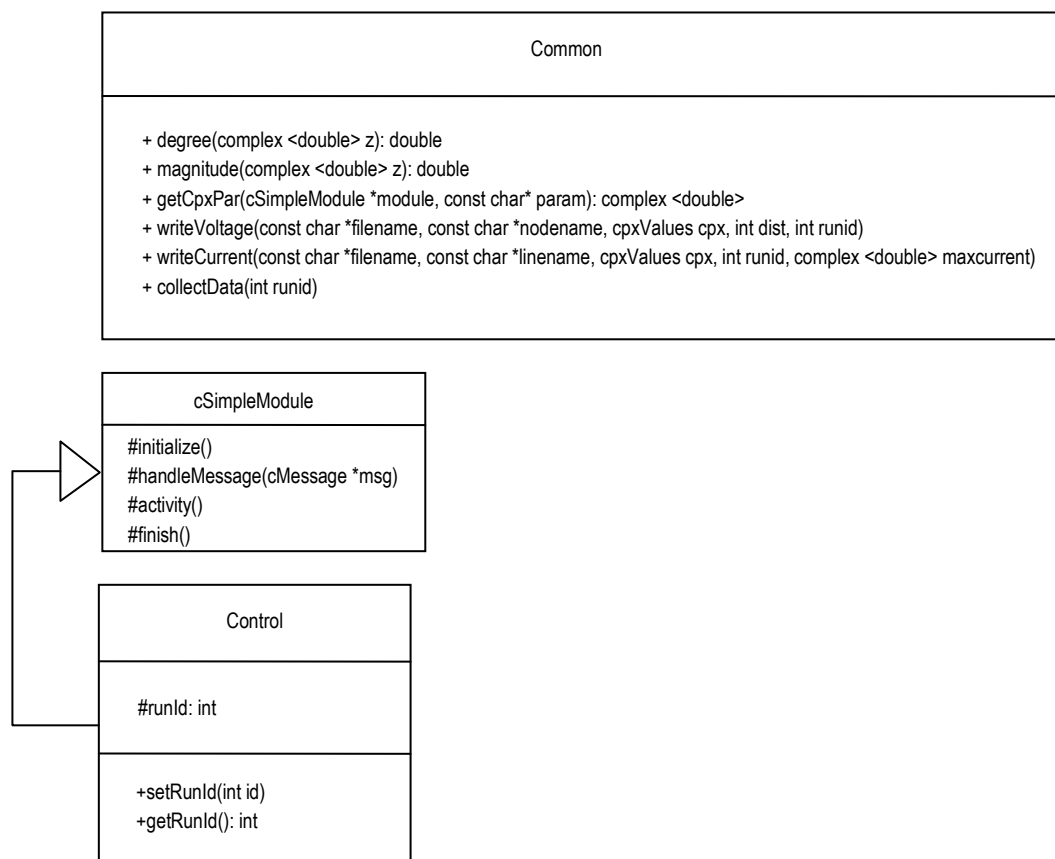 Common
+ degree(complex <double> z): double
+ magnitude(complex <double> z): double
+ getCpxPar(cSimpleModule *module, const char* param): complex <double>
+ writeVoltage(const char *filename, const char *nodename, cpxValues cpx, int dist, int runid)
+ writeCurrent(const char *filename, const char *linename, cpxValues cpx, int runid, complex <double> maxcurrent)
+ collectData(int runid)
cSimpleModule
#initialize()
#handleMessage(cMessage *msg)
#activity()
#finish()
Control
#runId: int
+setRunId(int id)
+getRunId(): int